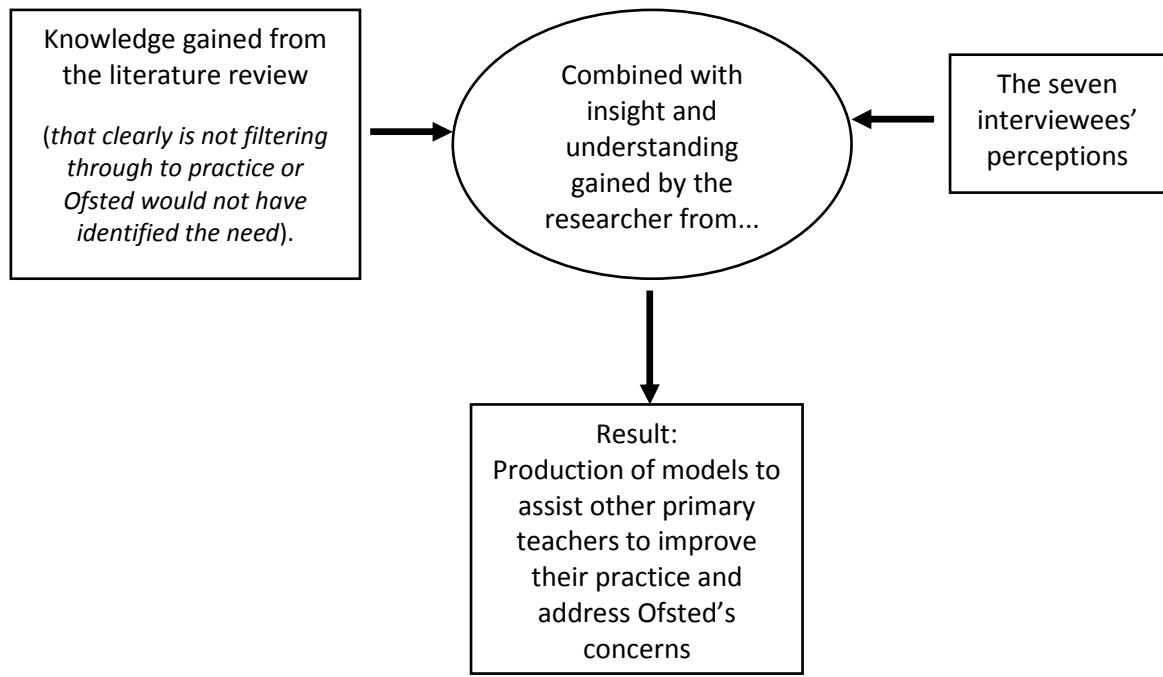 Knowledge gained from
the literature review
(that clearly is not filtering
through to practice or
Ofsted would not have
identified the need).
Combined with
insight and
understanding
gained by the
researcher from...
The seven
interviewees’
perceptions
Result:
Production of models to
assist other primary
teachers to improve
their practice and
address Ofsted’s
concerns